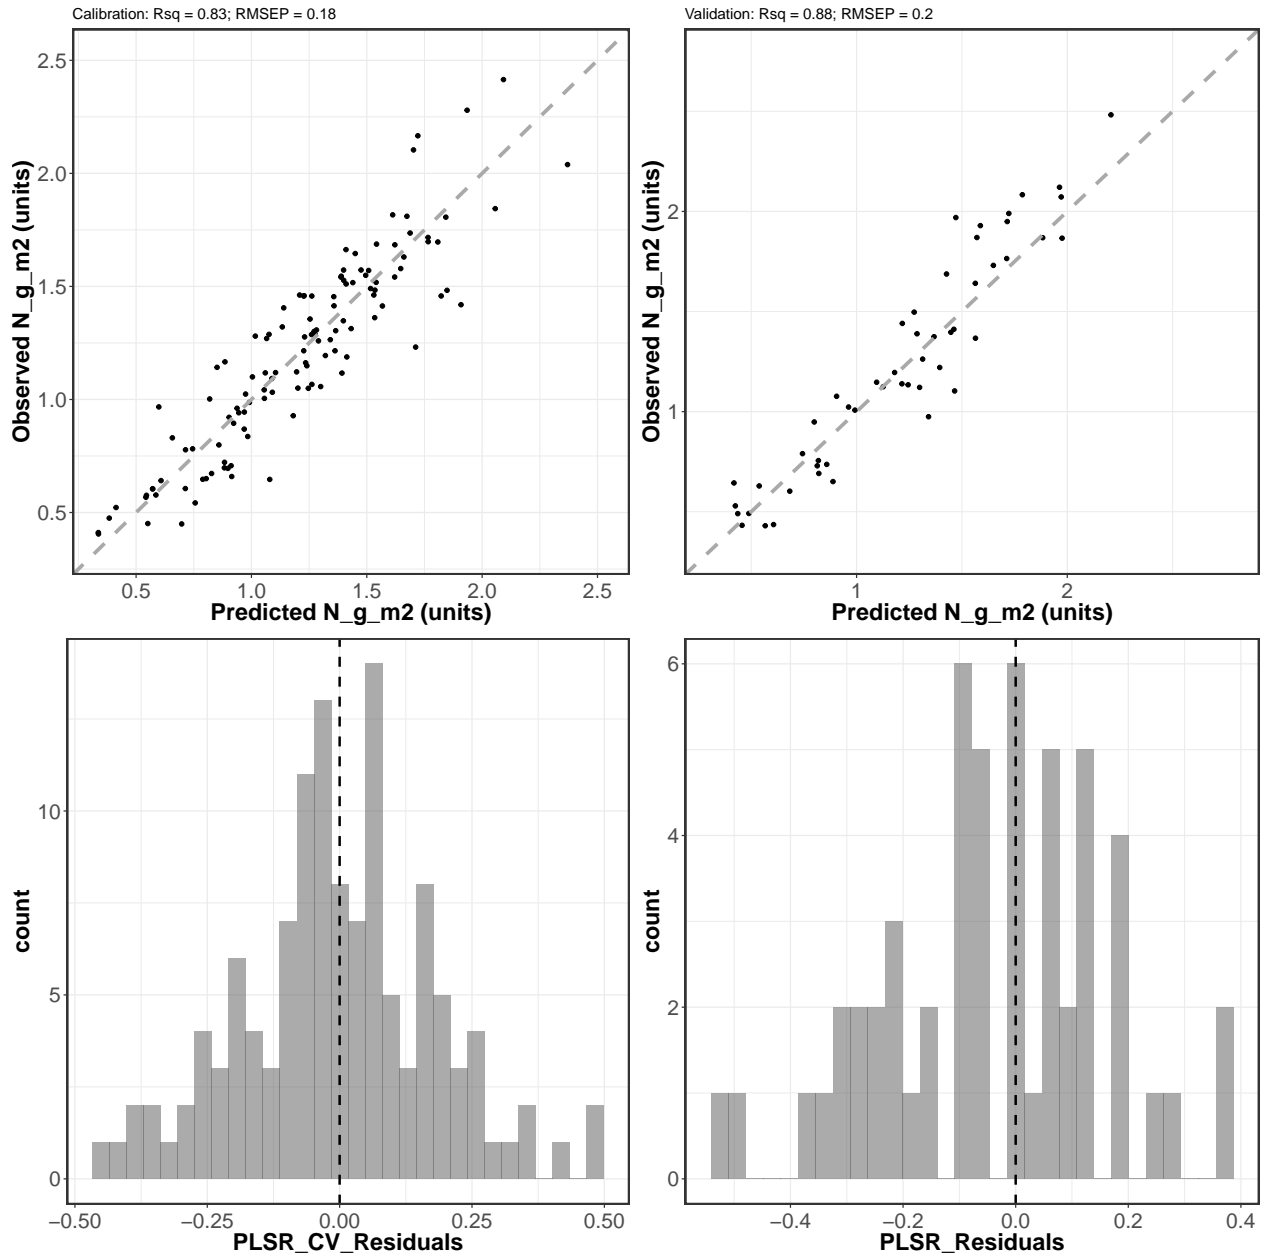 Calibration: Rsq = 0.83; RMSEP = 0.18
Observed N_g_m2 (units)
2.5
2.0
1.5
1.0
0.5
0.5 1.0 1.5 2.0 2.5
Predicted N_g_m2 (units)
Validation: Rsq = 0.88; RMSEP = 0.2
Observed N_g_m2 (units)
2
1
1 2
Predicted N_g_m2 (units)
count
10
5
0
−0.50 −0.25 0.00 0.25 0.50
PLSR_CV_Residuals
count
6
4
2
0
−0.4 −0.2 0.0 0.2 0.4
PLSR_Residuals